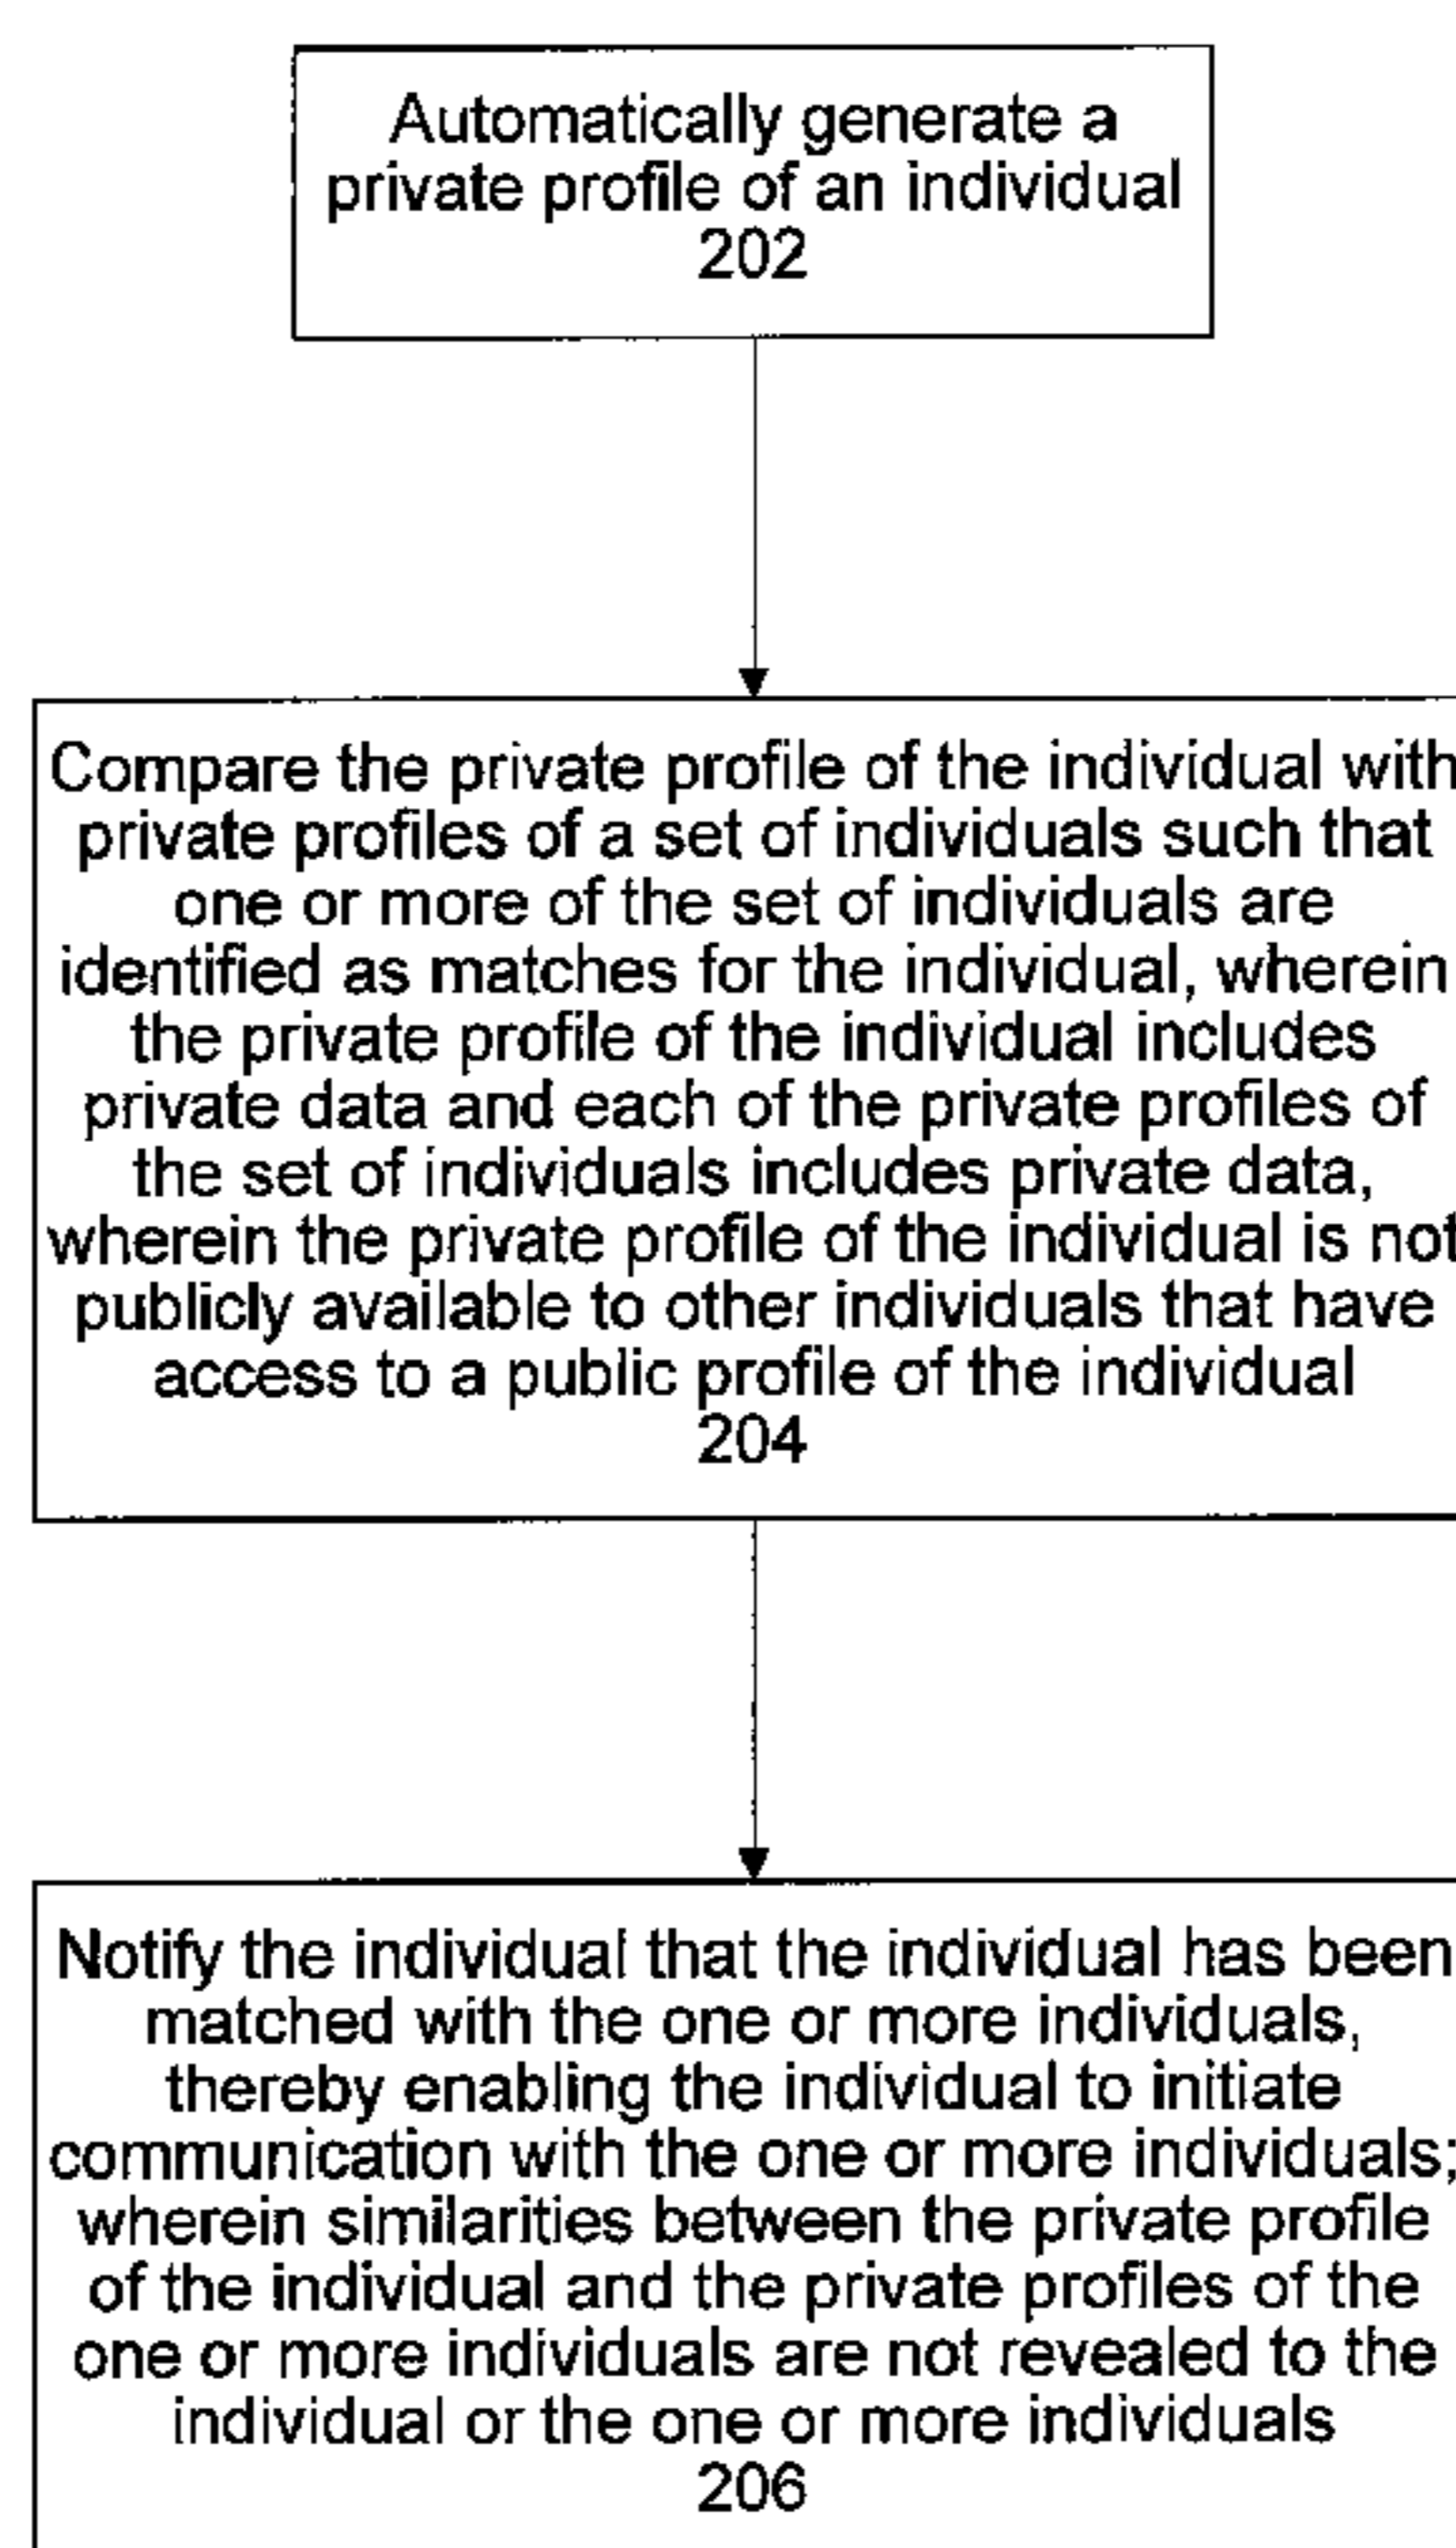 Automatically generate a
private profile of an individual
202
Compare the private profile of the individual with
private profiles of a set of individuals such that
one or more of the set of individuals are
identified as matches for the individual, wherein
the private profile of the individual includes
private data and each of the private profiles of
the set of individuals includes private data,
wherein the private profile of the individual is not
publicly available to other individuals that have
access to a public profile of the individual
204
Notify the individual that the individual has been
matched with the one or more individuals,
thereby enabling the individual to initiate
communication with the one or more individuals;
wherein similarities between the private profile
of the individual and the private profiles of the
one or more individuals are not revealed to the
individual or the one or more individuals
206